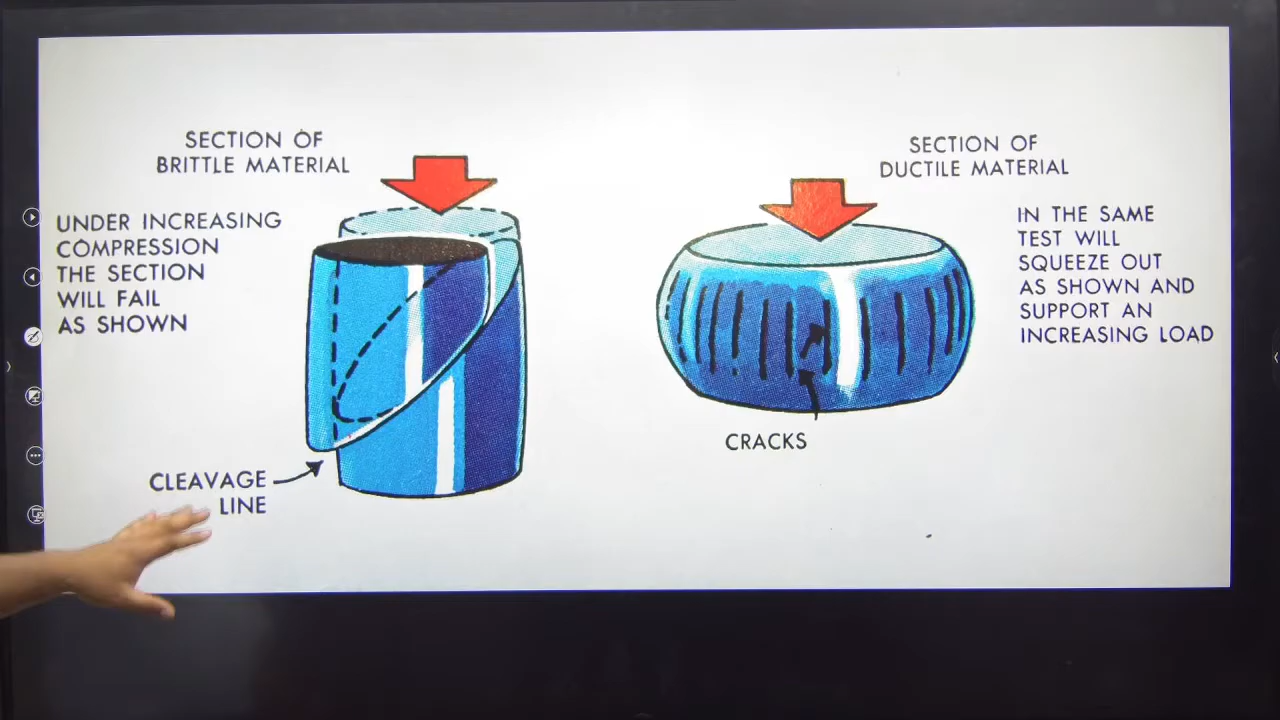 SECTION OF
BRITTLE MATERIAL
UNDER INCREASING
COMPRESSION
THE SECTION
WILL FAIL
AS SHOWN
CLEAVAGE
LINE
SECTION OF
DUCTILE MATERIAL
IN THE SAME
TEST WILL
SQUEEZE OUT
AS SHOWN AND
SUPPORT AN
INCREASING LOAD
CRACKS